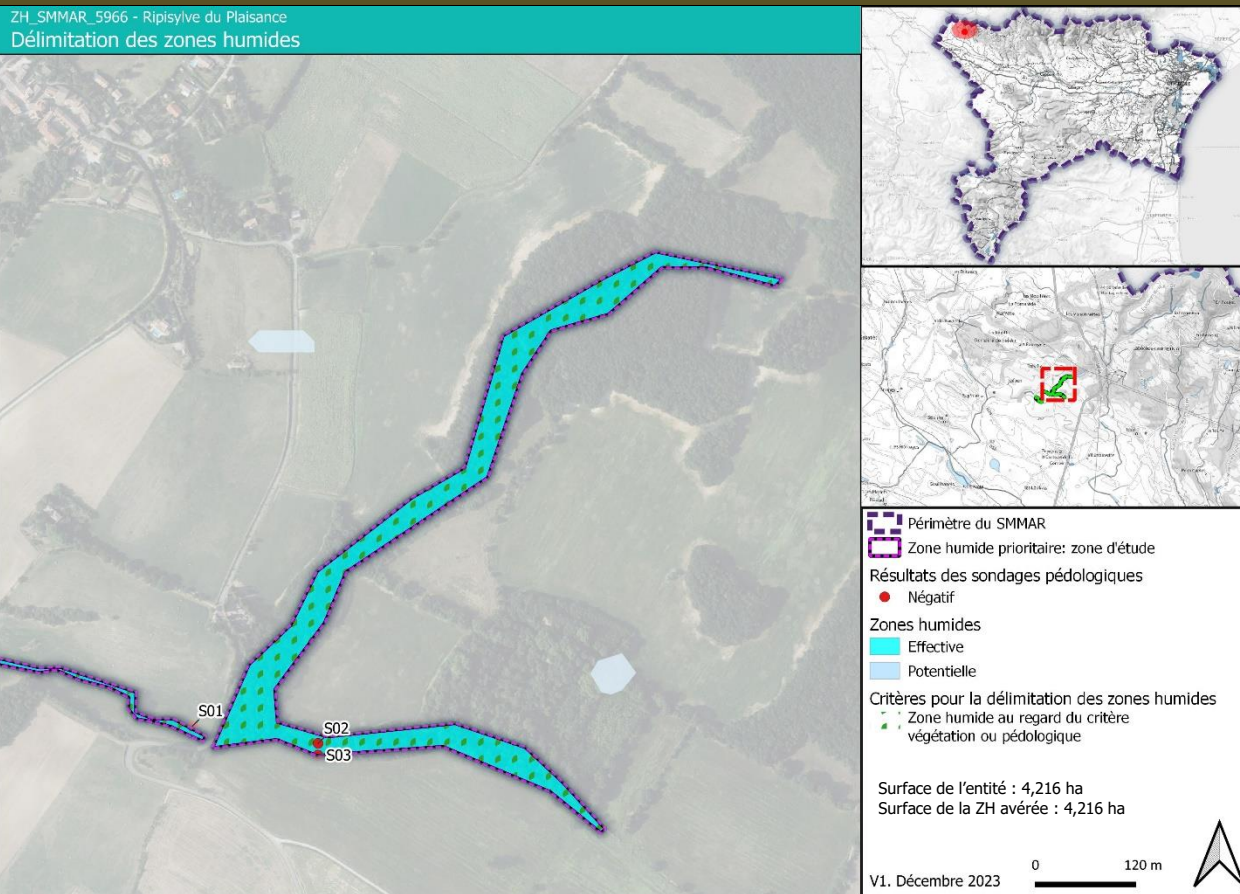 ZH_SMMAR_5966 - Ripisylve du Plaisance
Délimitation des zones humides
S01
S02
S03
Périmètre du SMMAR
Zone humide prioritaire: zone d'étude
Résultats des sondages pédologiques
Négatif
Zones humides
Effective
Potentielle
Critères pour la délimitation des zones humides
Zone humide au regard du critère
végétation ou pédologique
Surface de l'entité : 4,216 ha
Surface de la ZH avérée : 4,216 ha
0 120 m
V1. Décembre 2023